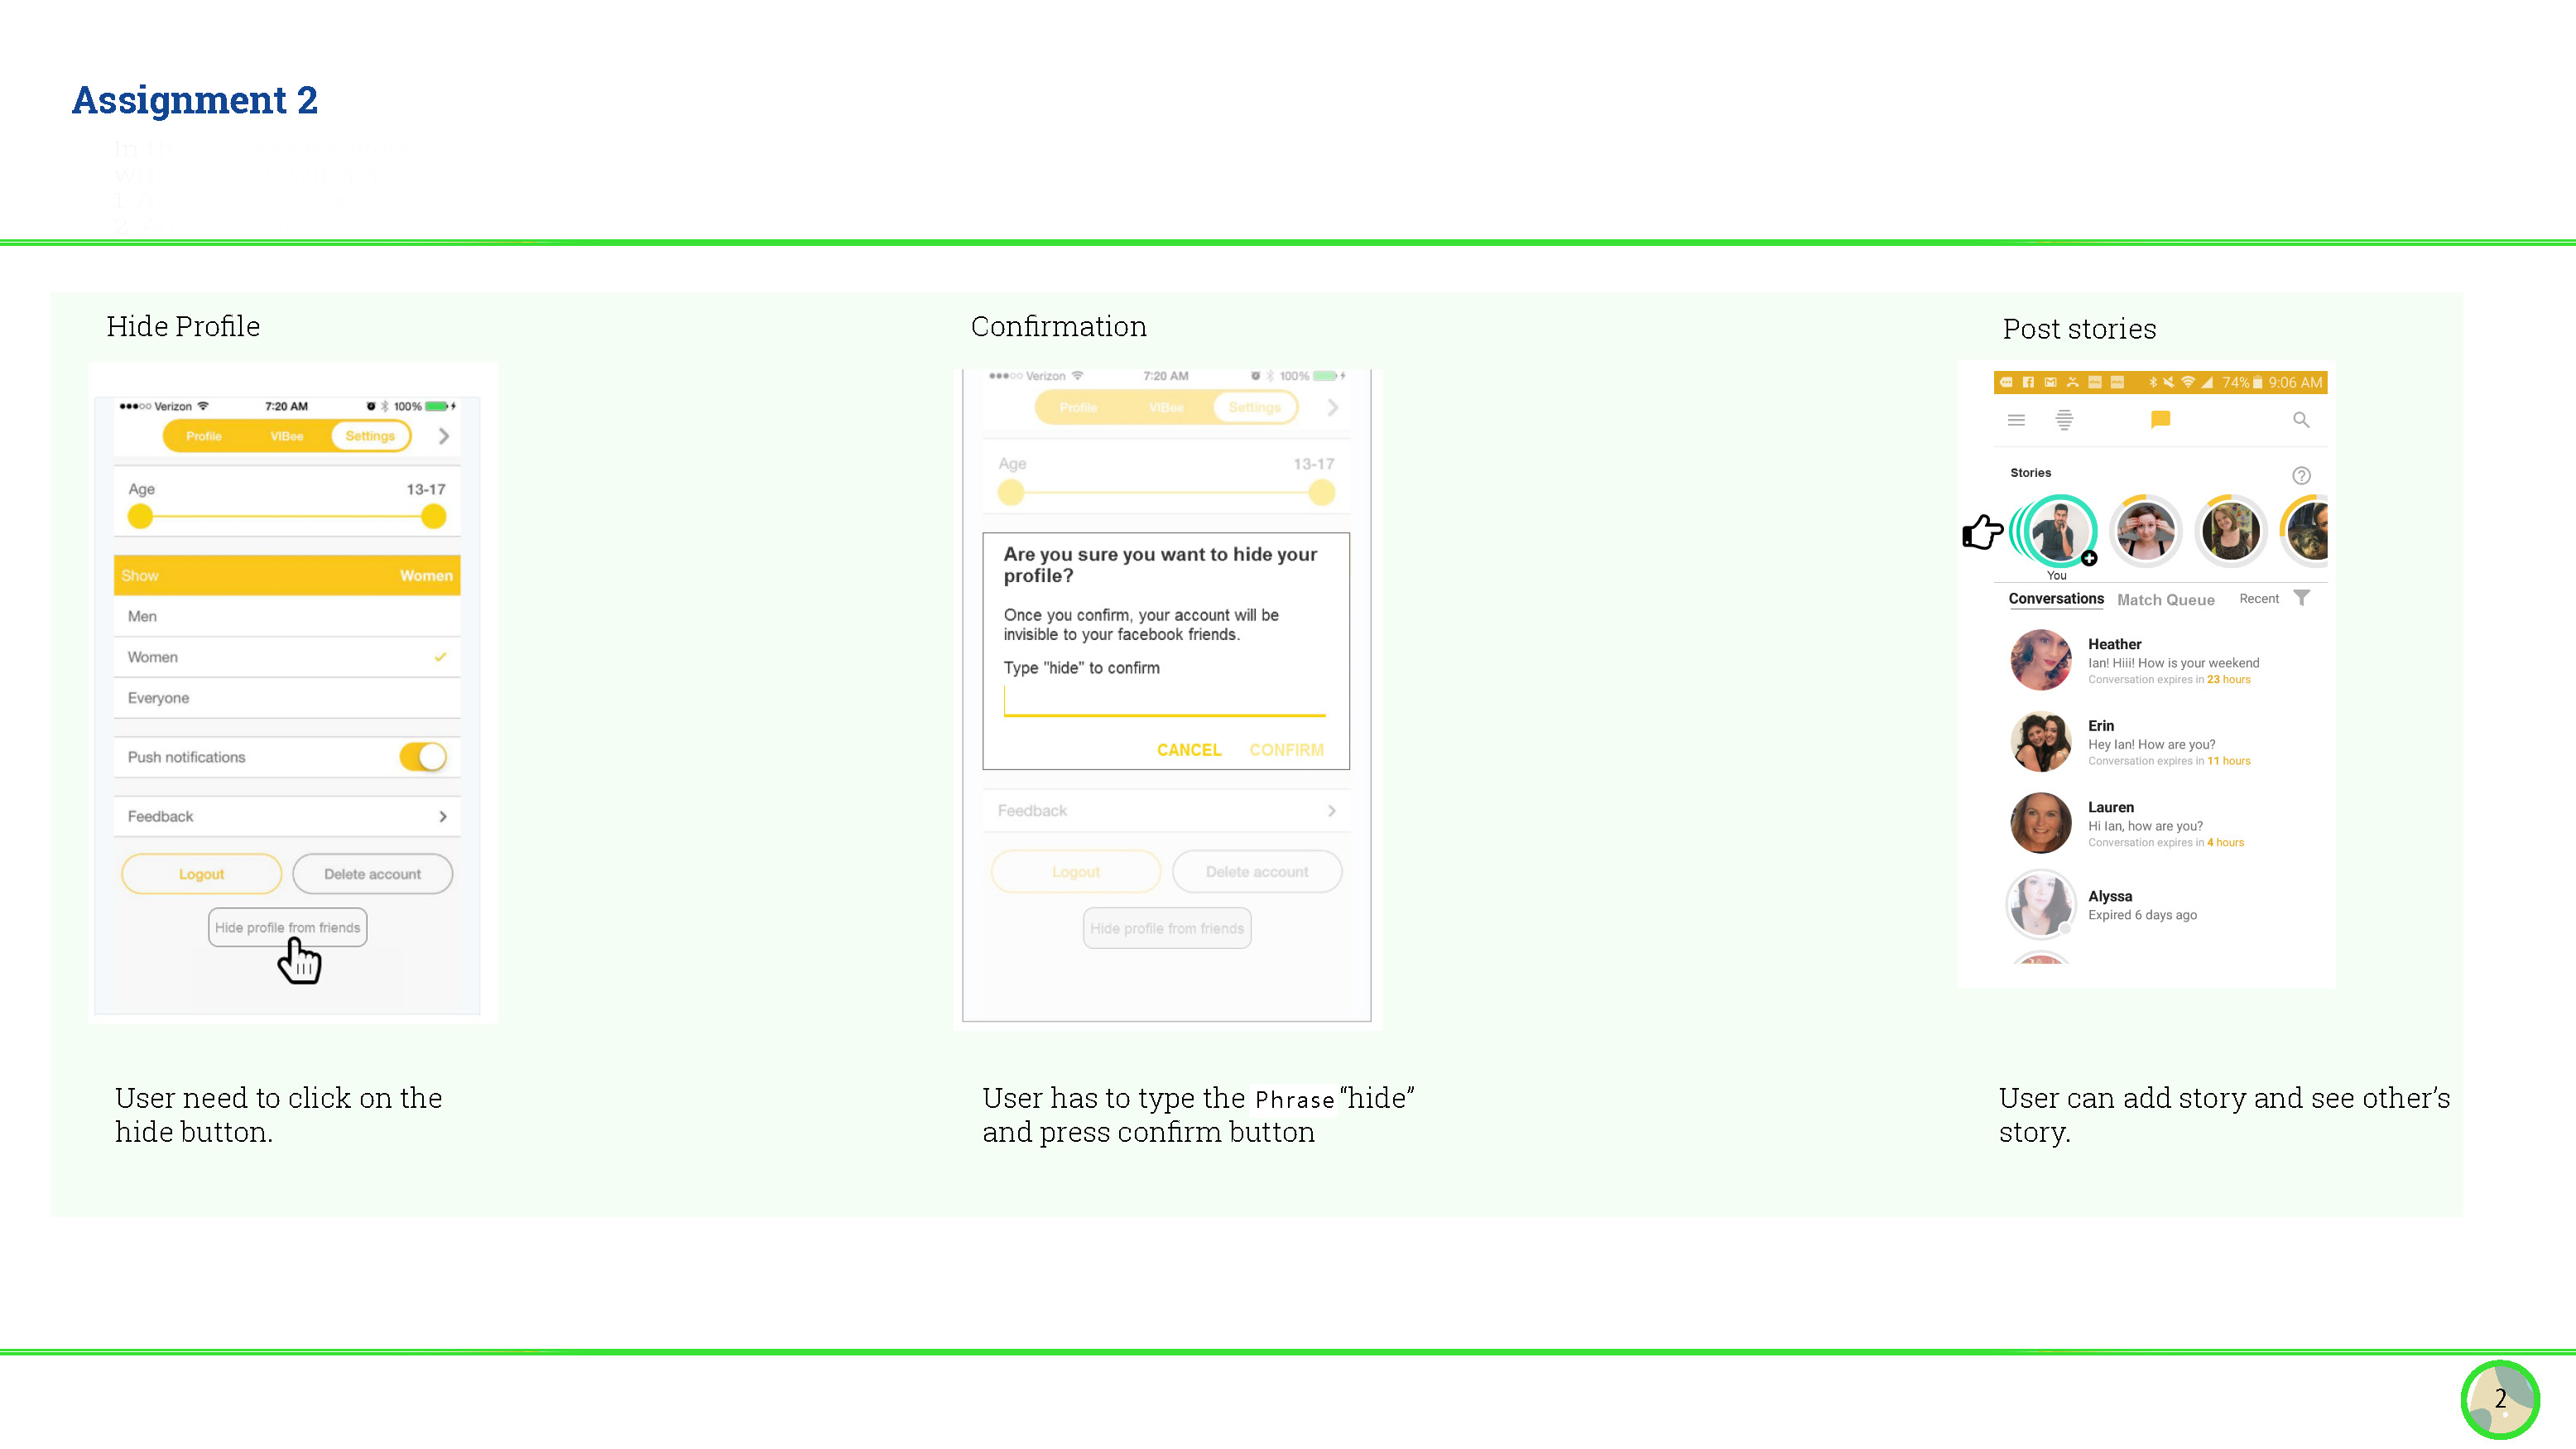 Assignment 2
Hide Profile
Verizon 7:20 AM 100%
Profile VIBee Settings
Age 13-17
Show Women
Men
Women
Everyone
Push notifications
Feedback
Logout Delete account
Hide profile from friends
User need to click on the
hide button.
Confirmation
Verizon 7:20 AM 100%
Profile VIBee Settings
Age 13-17
Are you sure you want to hide your
profile?
Once you confirm, your account will be
invisible to your facebook friends.
Type "hide" to confirm
CANCEL CONFIRM
Feedback
Logout Delete account
Hide profile from friends
User has to type the Phrase “hide”
and press confirm button
Post stories
74% 9:06 AM
Stories
You
Conversations Match Queue Recent
Heather
Ian! Hiii! How is your weekend
Conversation expires in 23 hours
Erin
Hey Ian! How are you?
Conversation expires in 11 hours
Lauren
Hi Ian, how are you?
Conversation expires in 4 hours
Alyssa
Expired 6 days ago
User can add story and see other’s
story.
2